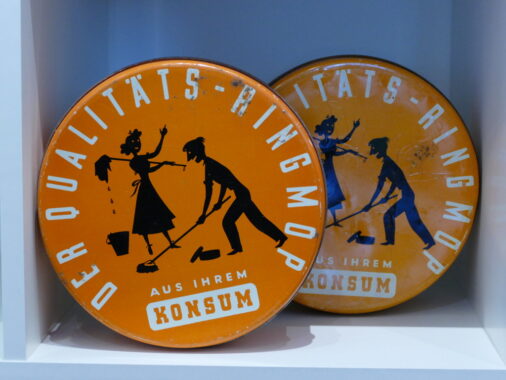 DER QUALITÄTS-RINGMOP
AUS IHREM
KONSUM
ITÄTS-RINGMOP
AUS IHREM
KONSUM